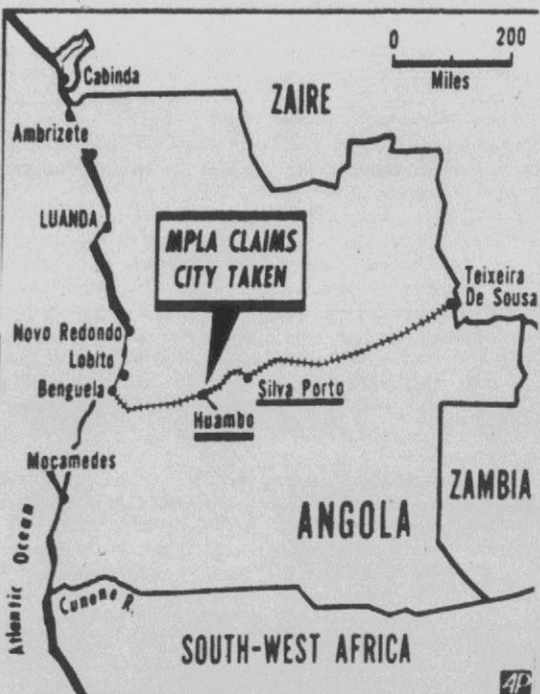 0 200
Miles
Cabinda
ZAIRE
Ambrizete
LUANDA
MPLA CLAIMS
CITY TAKEN
Teixeira
De Sousa
Novo Redondo
Lobito
Benguela
Silva Porto
Huambo
Moçamedes
ZAMBIA
ANGOLA
Atlantic Ocean
Cunene R.
SOUTH-WEST AFRICA
AP